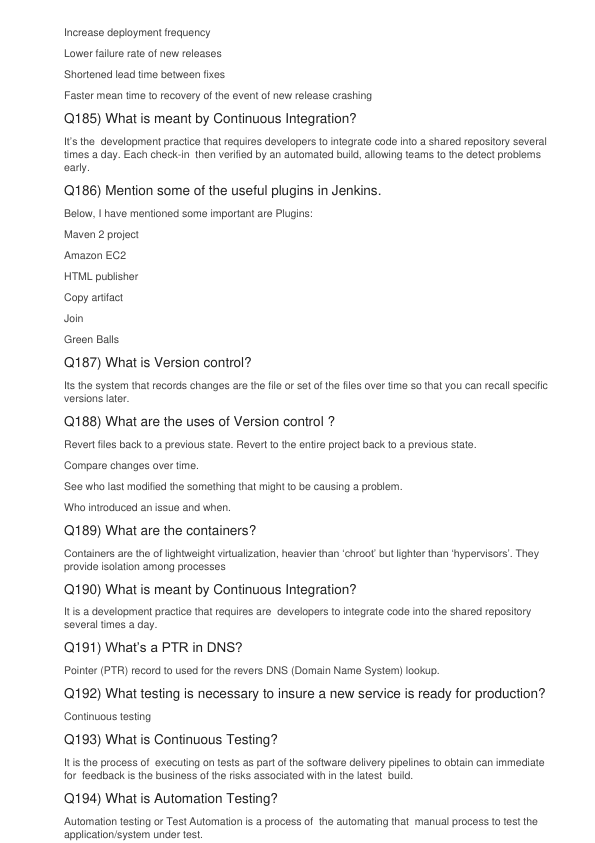 Increase deployment frequency
Lower failure rate of new releases
Shortened lead time between fixes
Faster mean time to recovery of the event of new release crashing
Q185) What is meant by Continuous Integration?
It’s the  development practice that requires developers to integrate code into a shared repository several
times a day. Each check-in  then verified by an automated build, allowing teams to the detect problems
early.
Q186) Mention some of the useful plugins in Jenkins.
Below, I have mentioned some important are Plugins:
Maven 2 project
Amazon EC2
HTML publisher
Copy artifact
Join
Green Balls
Q187) What is Version control?
Its the system that records changes are the file or set of the files over time so that you can recall specific
versions later.
Q188) What are the uses of Version control ?
Revert files back to a previous state. Revert to the entire project back to a previous state.
Compare changes over time.
See who last modified the something that might to be causing a problem.
Who introduced an issue and when.
Q189) What are the containers?
Containers are the of lightweight virtualization, heavier than ‘chroot’ but lighter than ‘hypervisors’. They
provide isolation among processes
Q190) What is meant by Continuous Integration?
It is a development practice that requires are  developers to integrate code into the shared repository
several times a day.
Q191) What’s a PTR in DNS?
Pointer (PTR) record to used for the revers DNS (Domain Name System) lookup.
Q192) What testing is necessary to insure a new service is ready for production?
Continuous testing
Q193) What is Continuous Testing?
It is the process of  executing on tests as part of the software delivery pipelines to obtain can immediate
for  feedback is the business of the risks associated with in the latest  build.
Q194) What is Automation Testing?
Automation testing or Test Automation is a process of  the automating that  manual process to test the
application/system under test.